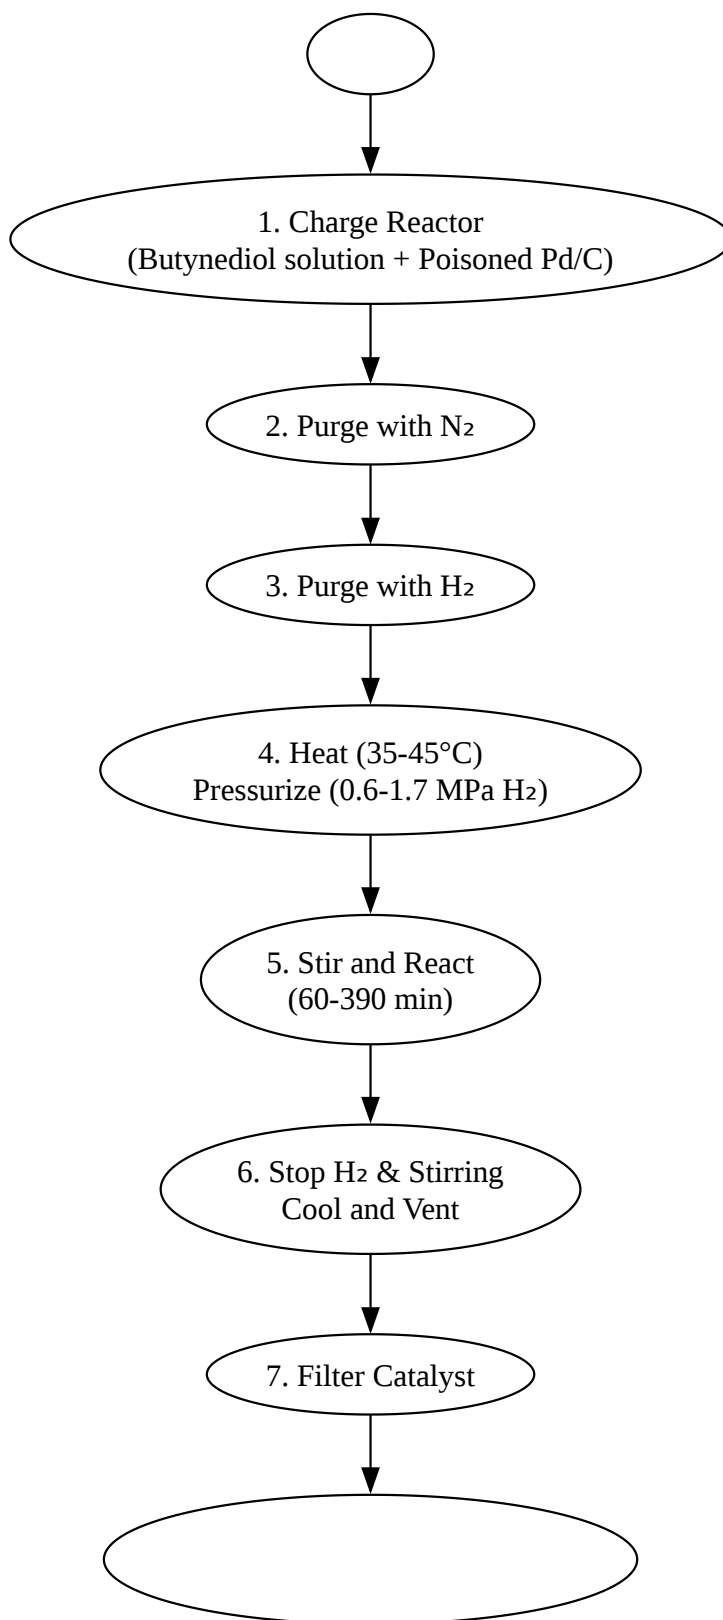 1. Charge Reactor
(Butynediol solution + Poisoned Pd/C)
2. Purge with N₂
3. Purge with H₂
4. Heat (35-45°C)
Pressurize (0.6-1.7 MPa H₂)
5. Stir and React
(60-390 min)
6. Stop H₂ & Stirring
Cool and Vent
7. Filter Catalyst